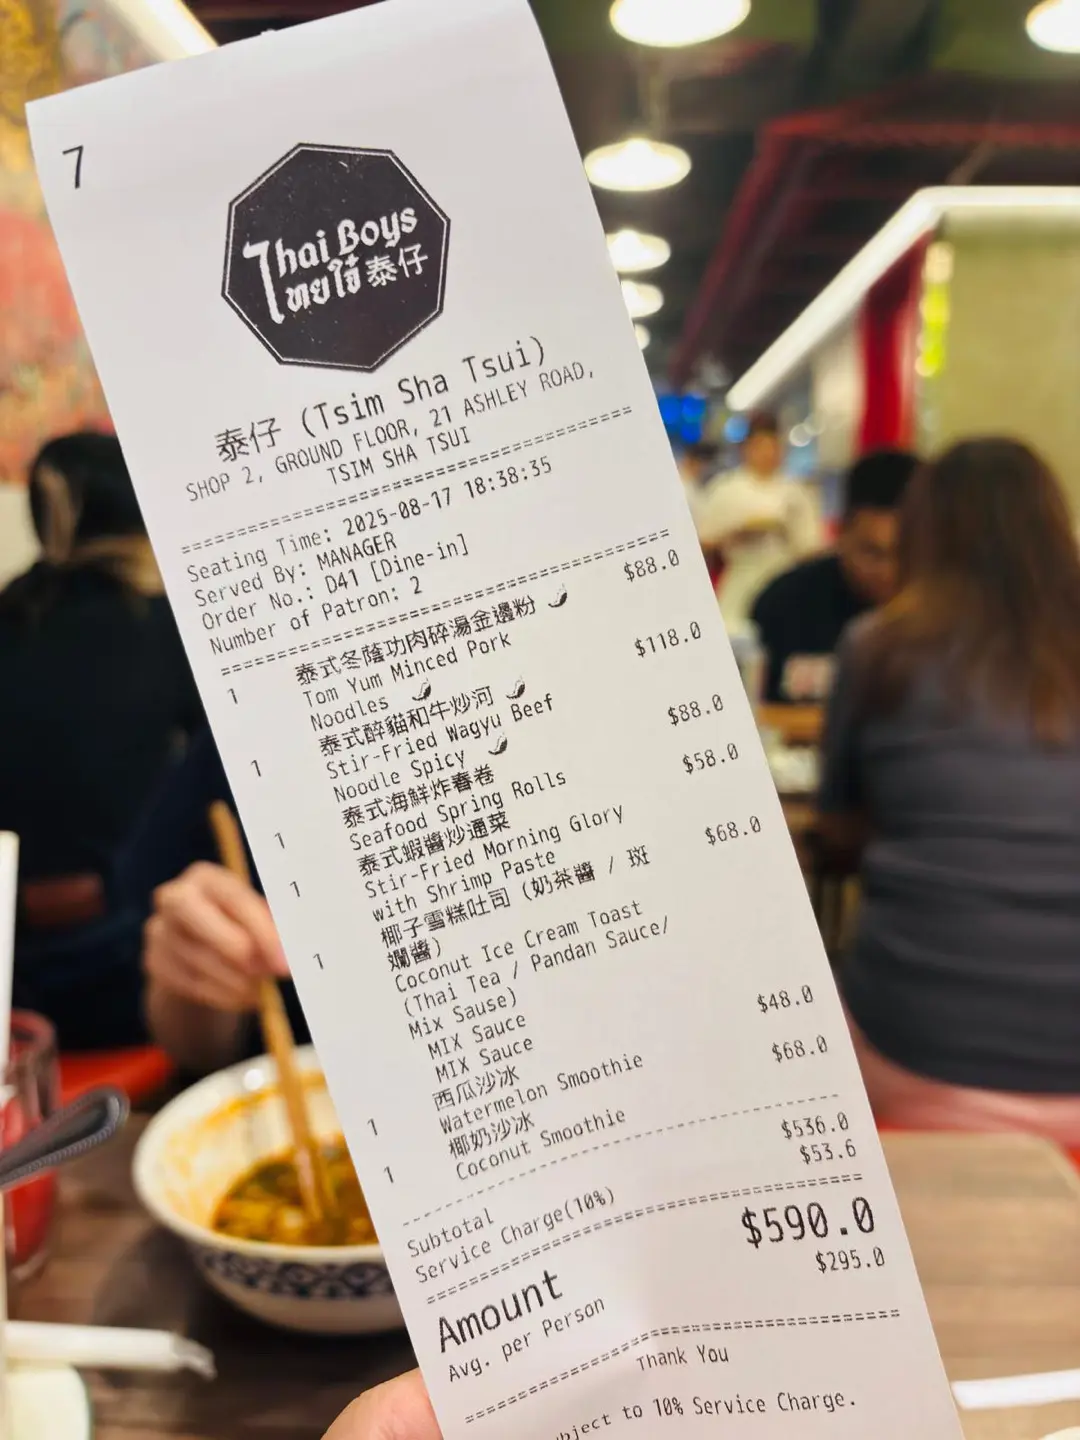 7
Thai Boys
ไทยใจ๋ 泰仔
泰仔 (Tsim Sha Tsui)
SHOP 2, GROUND FLOOR, 21 ASHLEY ROAD,
TSIM SHA TSUI
Seating Time: 2025-08-17 18:38:35
Served By: MANAGER
Order No.: D41 [Dine-in]
Number of Patron: 2
1 泰式冬蔭功肉碎湯金邊粉 🌶 $88.0
Tom Yum Minced Pork
Noodles 🌶
1 泰式醉貓和牛炒河 🌶 $118.0
Stir-Fried Wagyu Beef
Noodle Spicy 🌶
1 泰式海鮮炸春卷 $88.0
Seafood Spring Rolls
1 泰式蝦醬炒通菜 $58.0
Stir-Fried Morning Glory
with Shrimp Paste
1 椰子雪糕吐司 (奶茶醬 / 斑 $68.0
斕醬)
Coconut Ice Cream Toast
(Thai Tea / Pandan Sauce/
Mix Sause)
MIX Sauce
MIX Sauce
1 西瓜沙冰 $48.0
Watermelon Smoothie
1 椰奶沙冰 $68.0
Coconut Smoothie
Subtotal $536.0
Service Charge(10%) $53.6
Amount $590.0
Avg. per Person $295.0
Thank You
bject to 10% Service Charge.